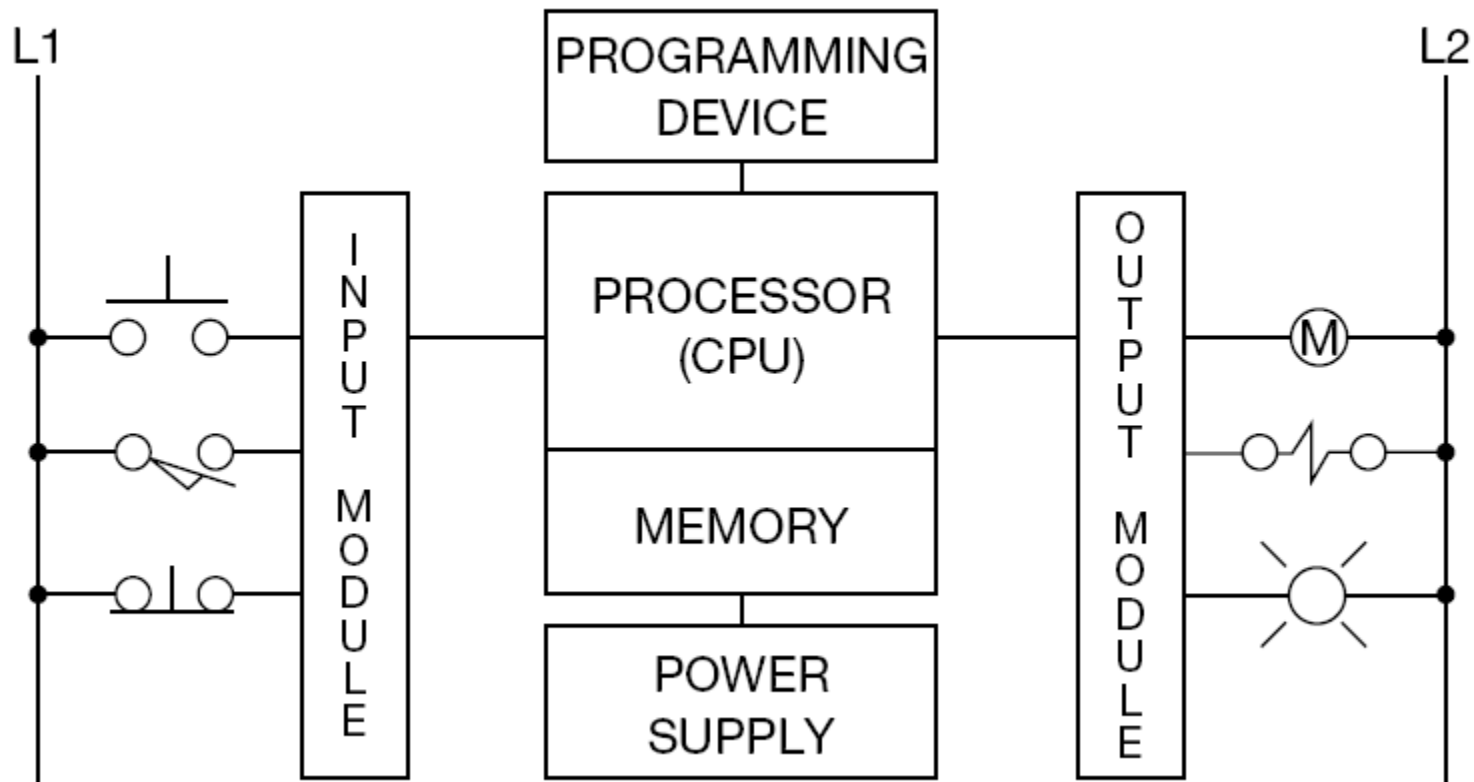 L1
PROGRAMMING
DEVICE
L2
INPUT MODULE
PROCESSOR
(CPU)
MEMORY
POWER
SUPPLY
OUTPUT MODULE
M